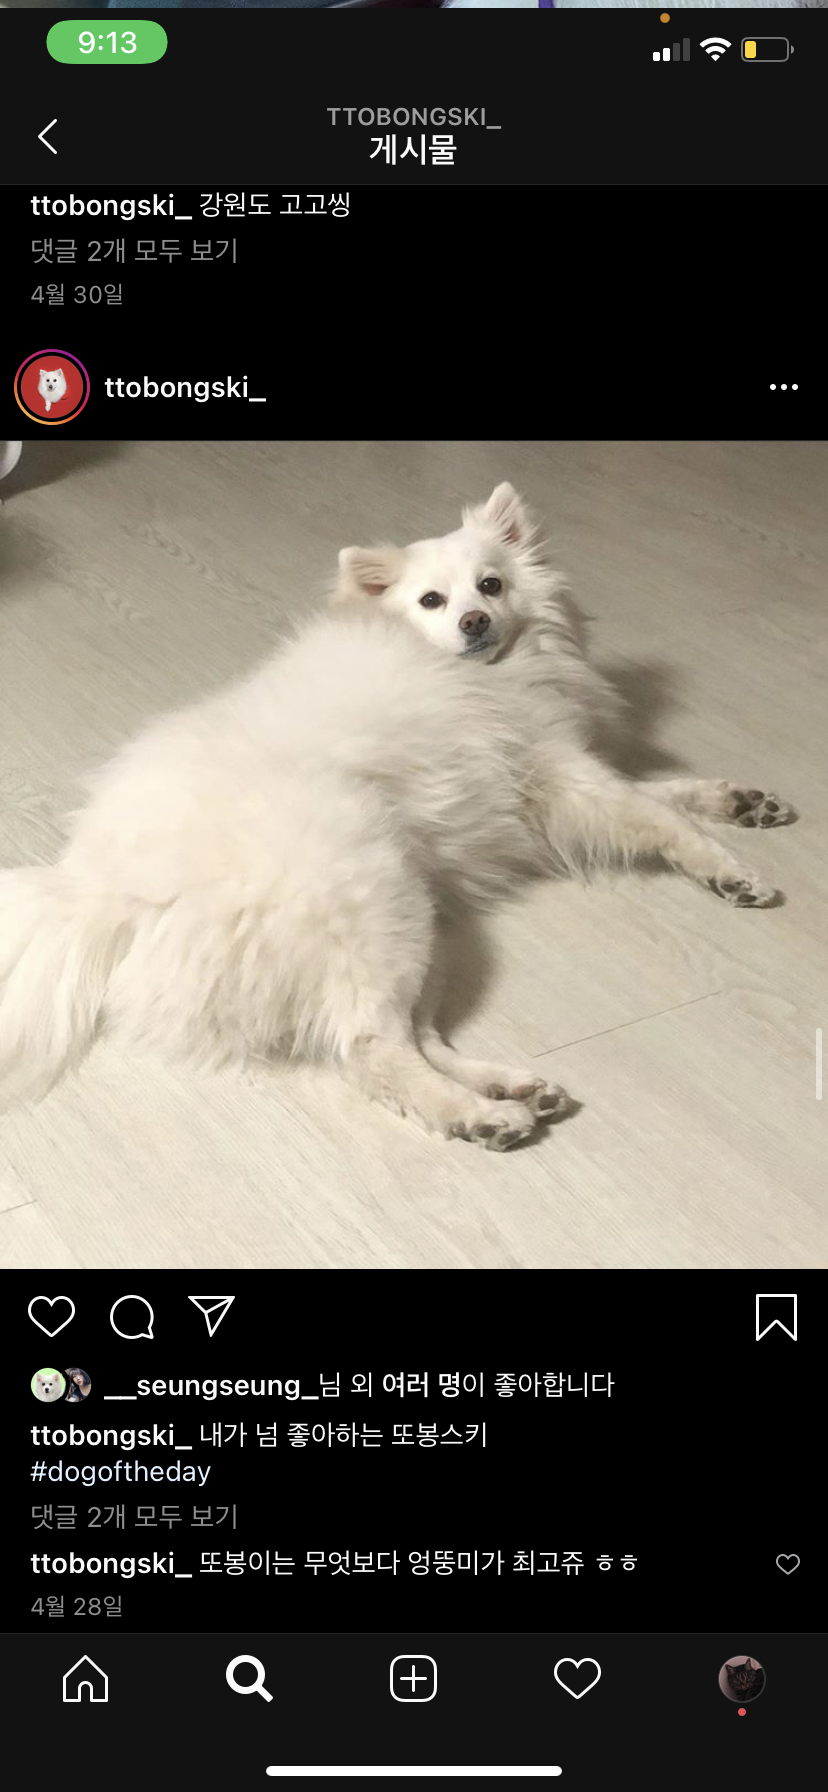 9:13
TTOBONGSKI_
게시물
ttobongski_ 강원도 고고씽
댓글 2개 모두 보기
4월 30일
ttobongski_
__seungseung_님 외 여러 명이 좋아합니다
ttobongski_ 내가 넘 좋아하는 또봉스키
#dogoftheday
댓글 2개 모두 보기
ttobongski_ 또봉이는 무엇보다 엉뚱미가 최고쥬 ㅎㅎ
4월 28일